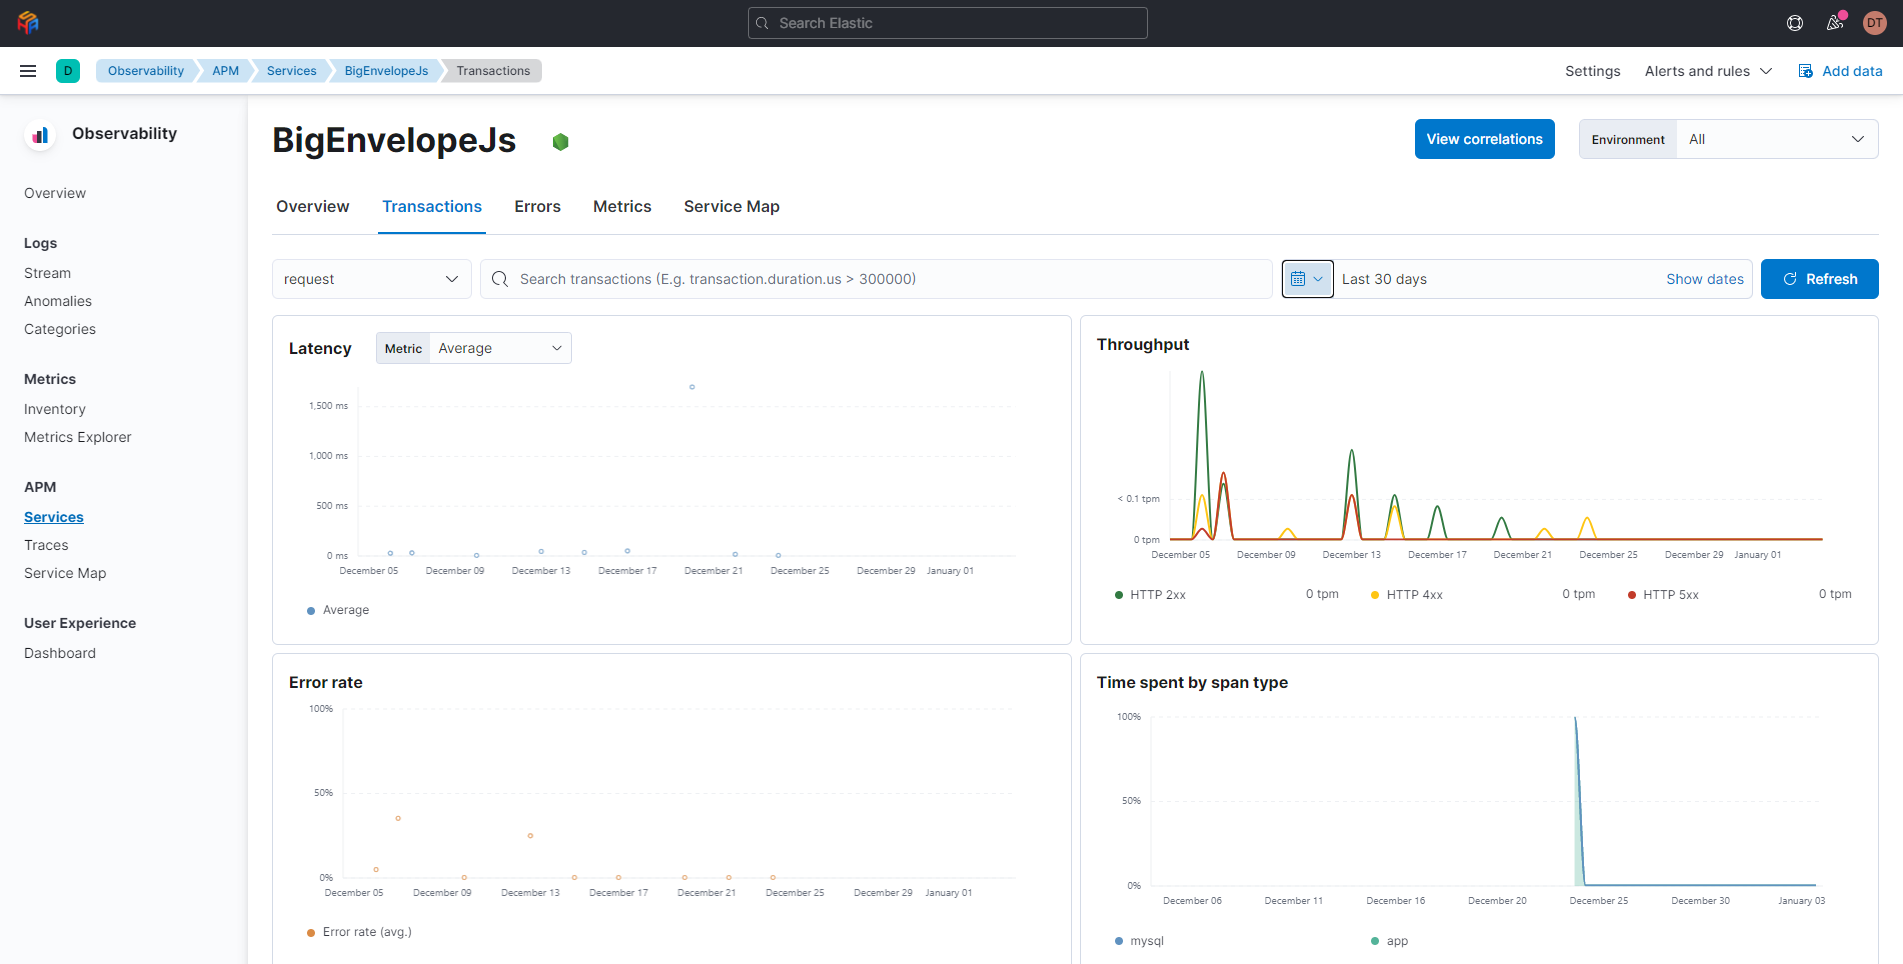 Search Elastic
DT
D
Observability
APM
Services
BigEnvelopeJs
Transactions
Settings
Alerts and rules
Add data
Observability
Overview
Logs
Stream
Anomalies
Categories
Metrics
Inventory
Metrics Explorer
APM
Services
Traces
Service Map
User Experience
Dashboard
BigEnvelopeJs
View correlations
Environment
All
Overview
Transactions
Errors
Metrics
Service Map
request
Search transactions (E.g. transaction.duration.us > 300000)
Last 30 days
Show dates
Refresh
Latency
Metric
Average
1,500 ms
1,000 ms
500 ms
0 ms
December 05
December 09
December 13
December 17
December 21
December 25
December 29
January 01
Average
Throughput
< 0.1 tpm
0 tpm
December 05
December 09
December 13
December 17
December 21
December 25
December 29
January 01
HTTP 2xx
0 tpm
HTTP 4xx
0 tpm
HTTP 5xx
0 tpm
Error rate
100%
50%
0%
December 05
December 09
December 13
December 17
December 21
December 25
December 29
January 01
Error rate (avg.)
Time spent by span type
100%
50%
0%
December 06
December 11
December 16
December 20
December 25
December 30
January 03
mysql
app